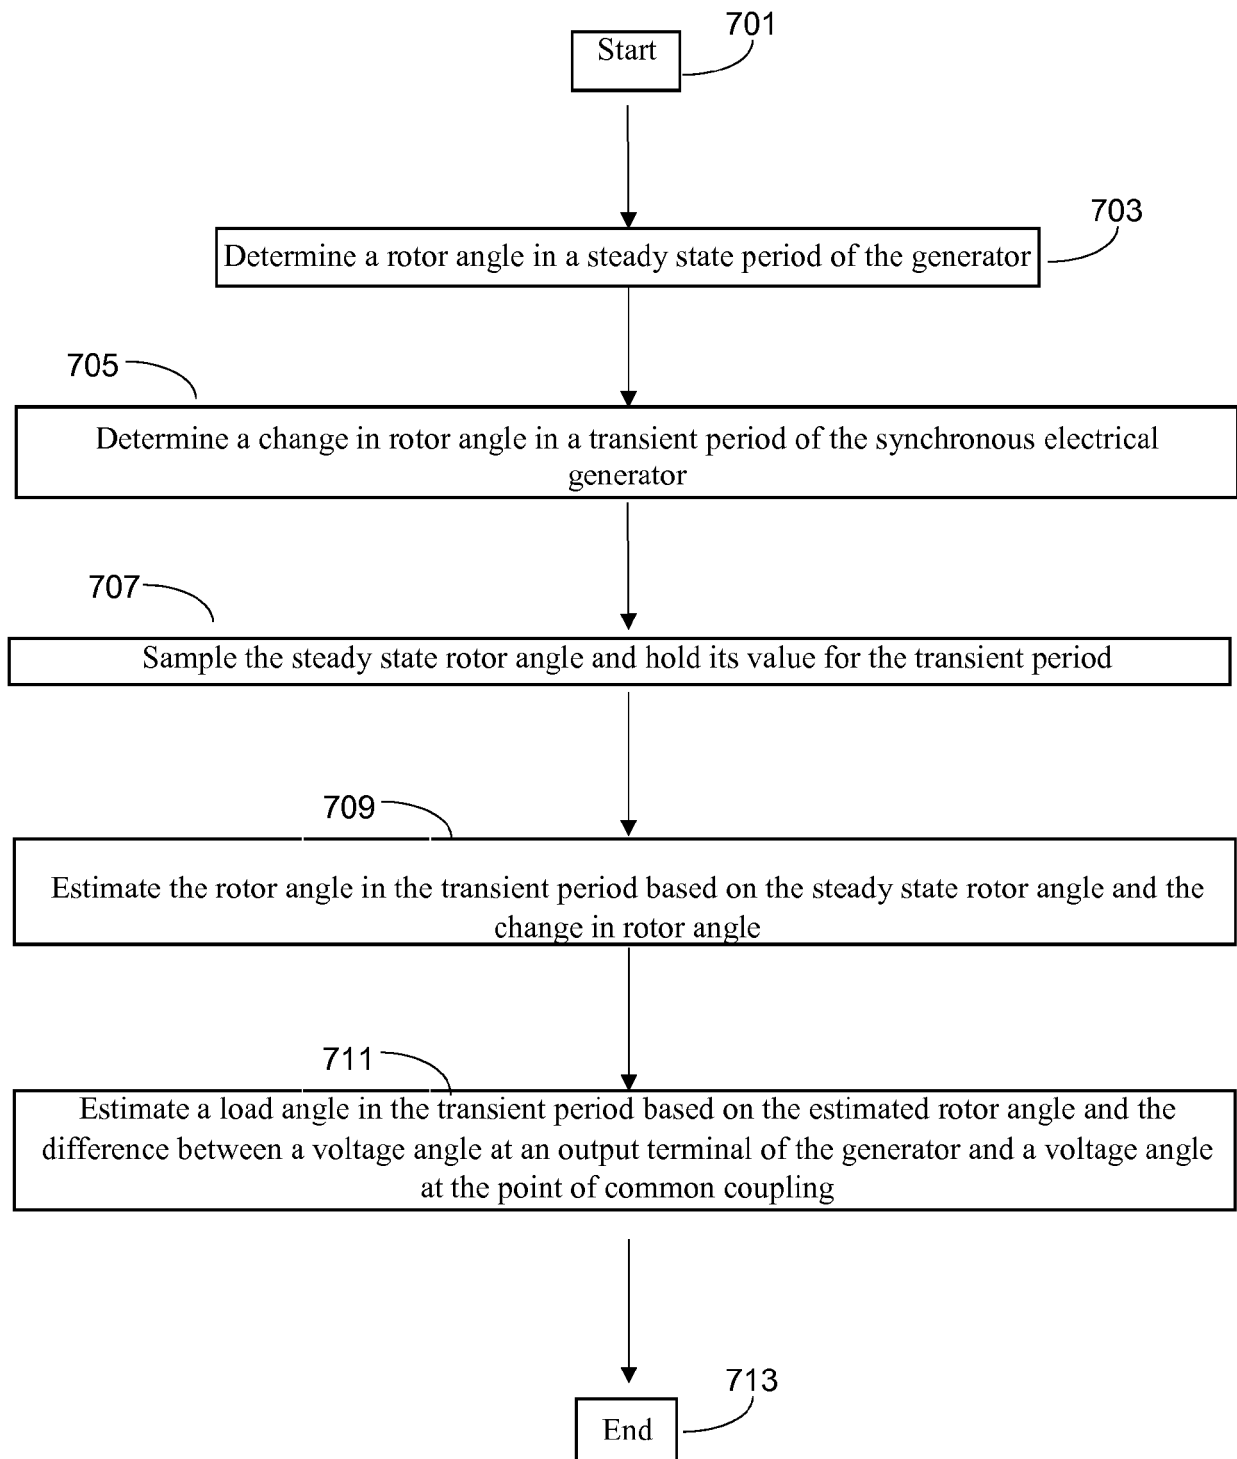 701
Start
703
Determine a rotor angle in a steady state period of the generator
705
Determine a change in rotor angle in a transient period of the synchronous electrical
generator
707
Sample the steady state rotor angle and hold its value for the transient period
709
Estimate the rotor angle in the transient period based on the steady state rotor angle and the
change in rotor angle
711
Estimate a load angle in the transient period based on the estimated rotor angle and the
difference between a voltage angle at an output terminal of the generator and a voltage angle
at the point of common coupling
713
End